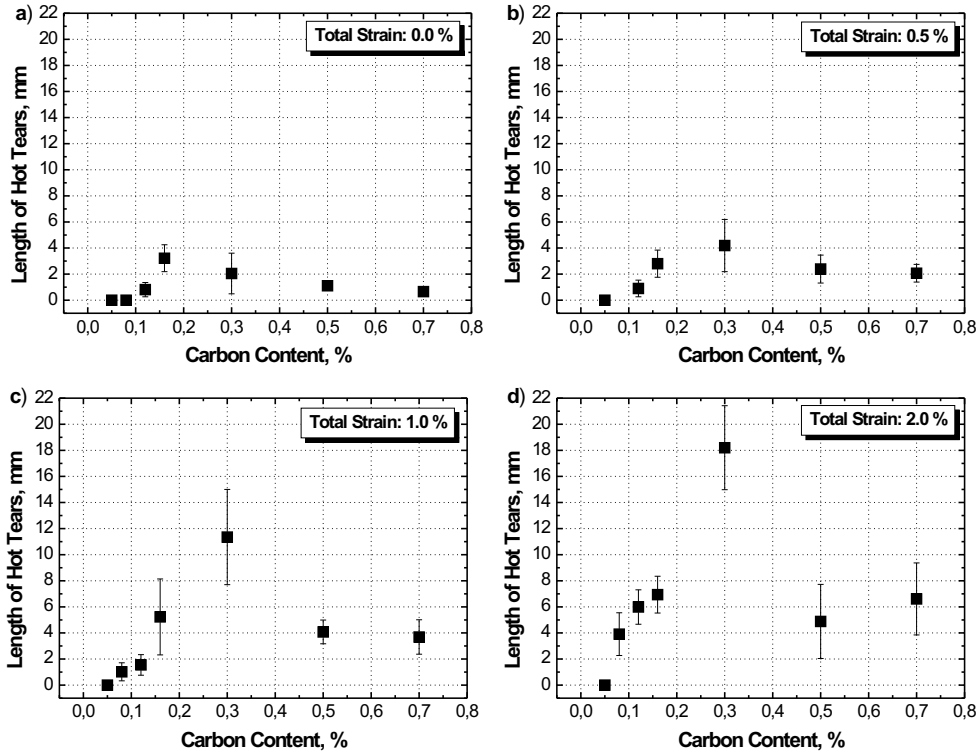 a)
Total Strain: 0.0 %
Length of Hot Tears, mm
22
20
18
16
14
12
10
8
6
4
2
0
0,0 0,1 0,2 0,3 0,4 0,5 0,6 0,7 0,8
Carbon Content, %
b)
Total Strain: 0.5 %
Length of Hot Tears, mm
22
20
18
16
14
12
10
8
6
4
2
0
0,0 0,1 0,2 0,3 0,4 0,5 0,6 0,7 0,8
Carbon Content, %
c)
Total Strain: 1.0 %
Length of Hot Tears, mm
22
20
18
16
14
12
10
8
6
4
2
0
0,0 0,1 0,2 0,3 0,4 0,5 0,6 0,7 0,8
Carbon Content, %
d)
Total Strain: 2.0 %
Length of Hot Tears, mm
22
20
18
16
14
12
10
8
6
4
2
0
0,0 0,1 0,2 0,3 0,4 0,5 0,6 0,7 0,8
Carbon Content, %